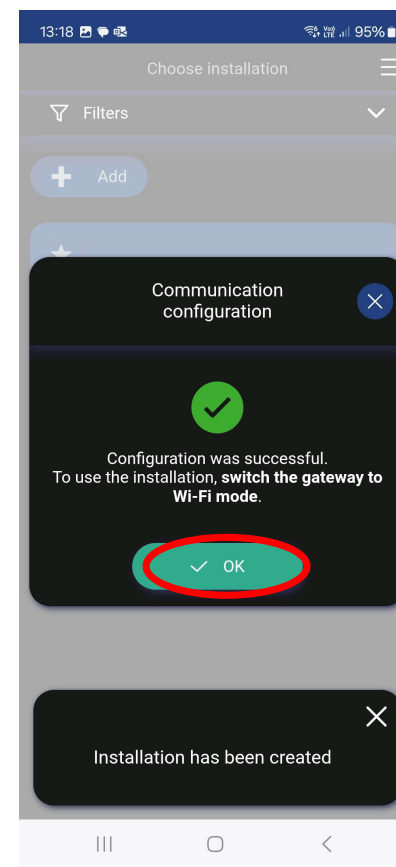 13:18 95%
Choose installation
Filters
Add
Communication
configuration
Configuration was successful.
To use the installation, switch the gateway to
Wi-Fi mode.
OK
Installation has been created